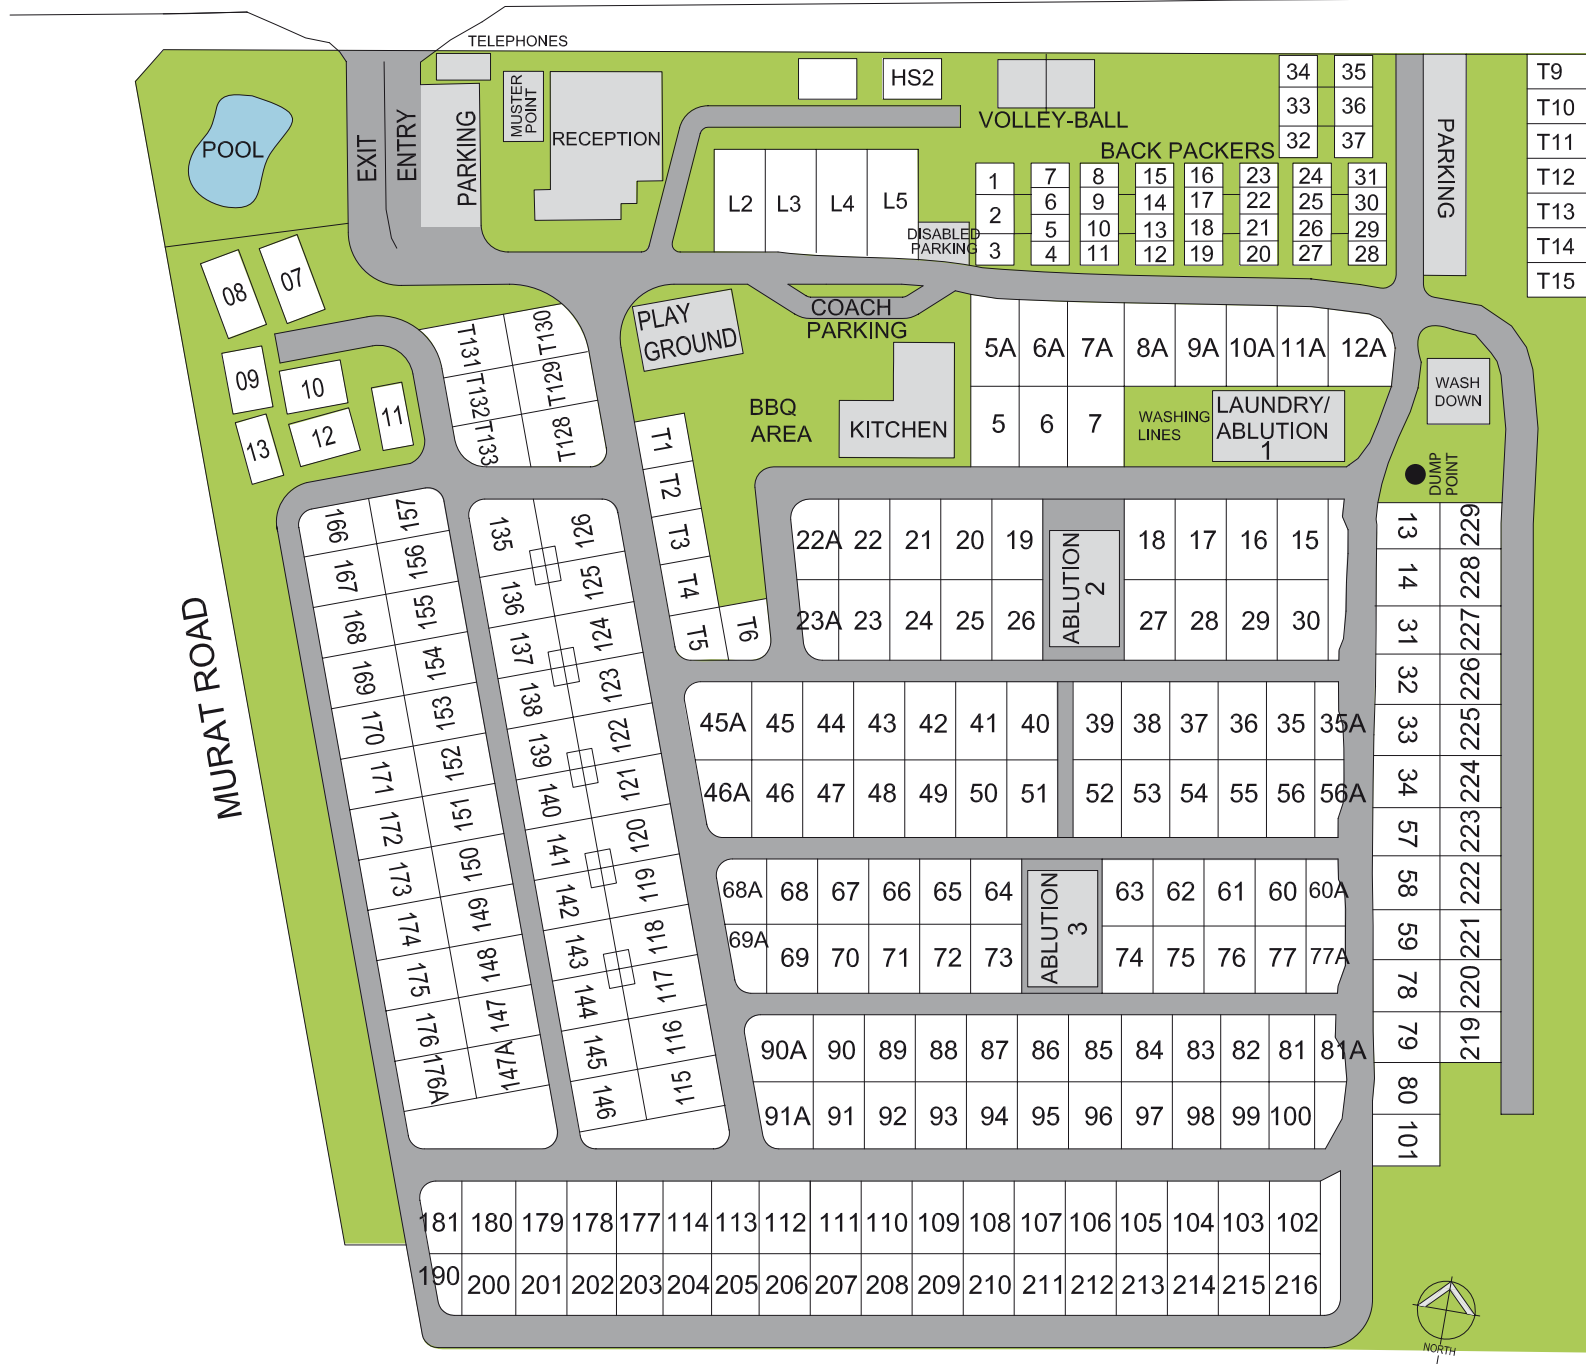 TELEPHONES
MUSTER
POINT
RECEPTION
POOL
EXIT
ENTRY
PARKING
HS2
VOLLEY-BALL
BACK PACKERS
34 35
33 36
32 37
PARKING
T9
T10
T11
T12
T13
T14
T15
L2 L3 L4 L5
DISABLED
PARKING
1 7 8 15 16 23 24 31
2 6 9 14 17 22 25 30
5 10 13 18 21 26 29
3 4 11 12 19 20 27 28
08 07
09 10 11
13 12
T131 T130
T132 T129
T133 T128
PLAY
GROUND
COACH
PARKING
BBQ
AREA
KITCHEN
5A 6A 7A 8A 9A 10A 11A 12A
5 6 7
WASHING
LINES
LAUNDRY/
ABLUTION
1
WASH
DOWN
DUMP
POINT
T1
T2
T3
T4
T5 T6
MURAT ROAD
166 157
167 156
168 155
169 154
170 153
171 152
172 151
173 150
174 149
175 148
176 147
176A 147A
135 126
136 125
137 124
138 123
139 122
140 121
141 120
142 119
143 118
144 117
145 116
146 115
22A 22 21 20 19
ABLUTION
2
18 17 16 15
23A 23 24 25 26
27 28 29 30
45A 45 44 43 42 41 40 39 38 37 36 35 35A
46A 46 47 48 49 50 51 52 53 54 55 56 56A
68A 68 67 66 65 64
ABLUTION
3
63 62 61 60 60A
69A 69 70 71 72 73
74 75 76 77 77A
90A 90 89 88 87 86 85 84 83 82 81 81A
91A 91 92 93 94 95 96 97 98 99 100
13 229
14 228
31 227
32 226
33 225
34 224
57 223
58 222
59 221
78 220
79 219
80
101
181 180 179 178 177 114 113 112 111 110 109 108 107 106 105 104 103 102
190 200 201 202 203 204 205 206 207 208 209 210 211 212 213 214 215 216
NORTH